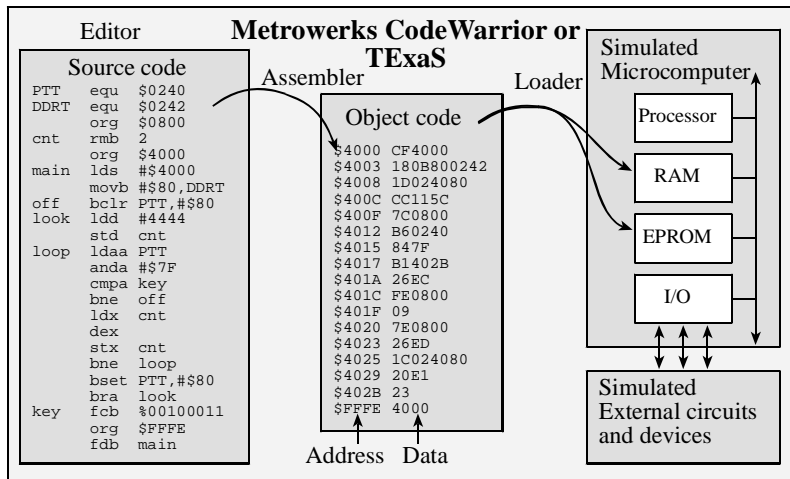 Editor
Metrowerks CodeWarrior or
TExaS
Source code
PTT equ $0240
DDRT equ $0242
org $0800
cnt rmb 2
org $4000
main lds #$4000
movb #$80,DDRT
off bclr PTT,#$80
look ldd #4444
std cnt
loop ldaa PTT
anda #$7F
cmpa key
bne off
ldx cnt
dex
stx cnt
bne loop
bset PTT,#$80
bra look
key fcb %00100011
org $FFFE
fdb main
Assembler
Object code
$4000 CF4000
$4003 180B800242
$4008 1D024080
$400C CC115C
$400F 7C0800
$4012 B60240
$4015 847F
$4017 B1402B
$401A 26EC
$401C FE0800
$401F 09
$4020 7E0800
$4023 26ED
$4025 1C024080
$4029 20E1
$402B 23
$FFFE 4000
Address Data
Loader
Simulated
Microcomputer
Processor
RAM
EPROM
I/O
Simulated
External circuits
and devices